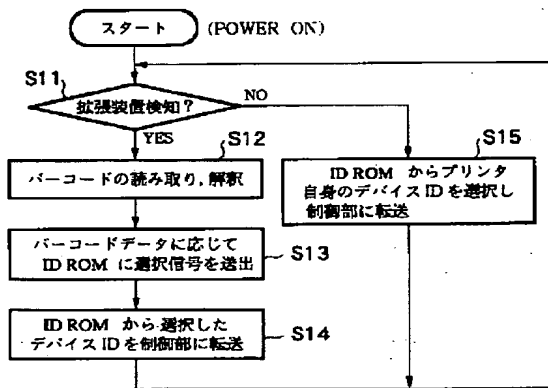 スタート (POWER ON)
S11
拡張装置検知?
NO
YES
S12
バーコードの読み取り,解釈
S13
バーコードデータに応じて
ID ROM に選択信号を送出
S14
ID ROM から選択した
デバイスIDを制御部に転送
S15
ID ROM からプリンタ
自身のデバイスIDを選択し
制御部に転送